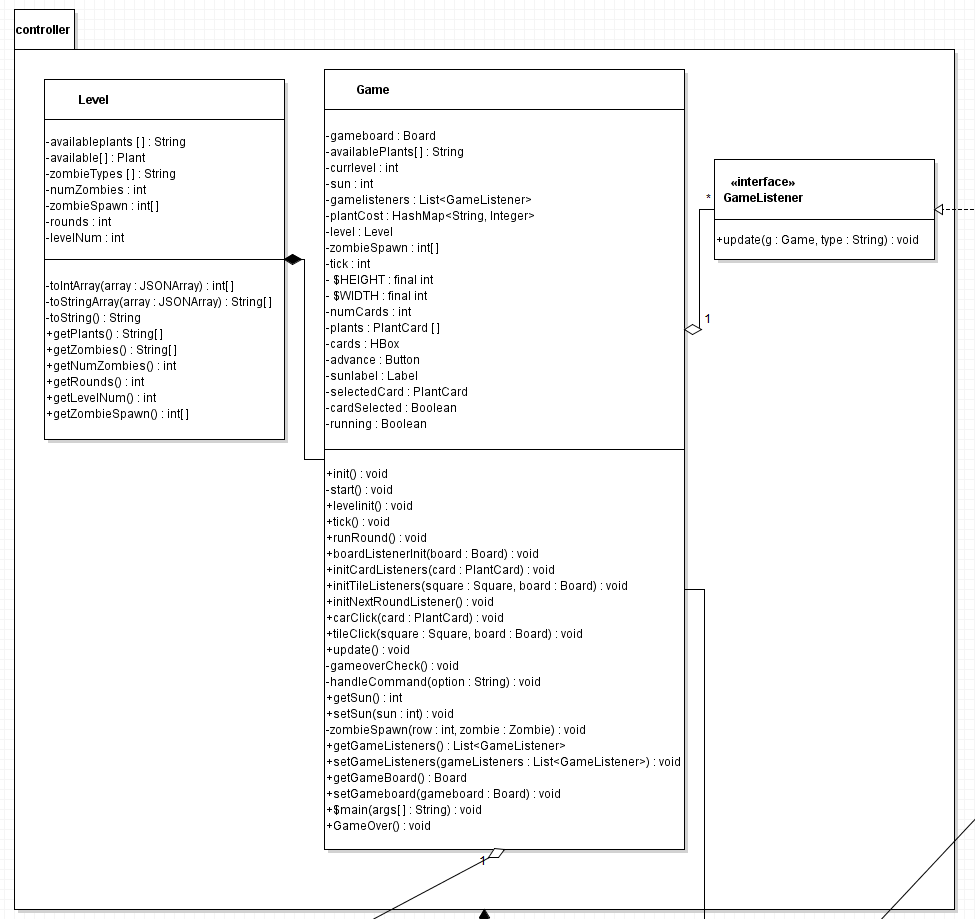 controller
Level
-availableplants [ ] : String
-available[ ] : Plant
-zombieTypes [ ] : String
-numZombies : int
-zombieSpawn : int[ ]
-rounds : int
-levelNum : int
-toIntArray(array : JSONArray) : int[ ]
-toStringArray(array : JSONArray) : String[ ]
-toString() : String
+getPlants() : String[ ]
+getZombies() : String[ ]
+getNumZombies() : int
+getRounds() : int
+getLevelNum() : int
+getZombieSpawn() : int[ ]
Game
-gameboard : Board
-availablePlants[ ] : String
-currlevel : int
-sun : int
-gamelisteners : List<GameListener>
-plantCost : HashMap<String, Integer>
-level : Level
-zombieSpawn : int[ ]
-tick : int
- $HEIGHT : final int
- $WIDTH : final int
-numCards : int
-plants : PlantCard [ ]
-cards : HBox
-advance : Button
-sunlabel : Label
-selectedCard : PlantCard
-cardSelected : Boolean
-running : Boolean
+init() : void
-start() : void
+levelinit() : void
+tick() : void
+runRound() : void
+boardListenerInit(board : Board) : void
+initCardListeners(card : PlantCard) : void
+initTileListeners(square : Square, board : Board) : void
+initNextRoundListener() : void
+carClick(card : PlantCard) : void
+tileClick(square : Square, board : Board) : void
+update() : void
-gameoverCheck() : void
-handleCommand(option : String) : void
+getSun() : int
+setSun(sun : int) : void
-zombieSpawn(row : int, zombie : Zombie) : void
+getGameListeners() : List<GameListener>
+setGameListeners(gameListeners : List<GameListener>) : void
+getGameBoard() : Board
+setGameboard(gameboard : Board) : void
+$main(args[ ] : String) : void
+GameOver() : void
1
*
1
«interface»
GameListener
+update(g : Game, type : String) : void